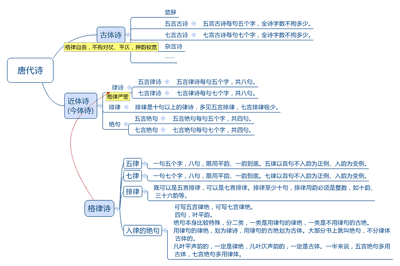 唐代诗
古体诗
格律自由，不拘对仗、平仄，押韵较宽
楚辞
五言古诗
五言古诗每句五个字，全诗字数不拘多少。
七言古诗
七言古诗每句七个字，全诗字数不拘多少。
杂言诗
……
近体诗
(今体诗)
律诗
格律严密
五言律诗
五言律诗每句五个字，共八句。
七言律诗
七言律诗每句七个字，共八句。
排律
排律是十句以上的律诗，多见五言排律，七言排律很少。
绝句
五言绝句
五言绝句每句五个字，共四句。
七言绝句
七言绝句每句七个字，共四句。
格律诗
五律
一句五个字，八句，限用平韵、一韵到底。五律以首句不入韵为正例、入韵为变例。
七律
一句七个字，八句，限用平韵、一韵到底。七律以首句不入韵为正例、入韵为变例。
排律
既可以是五言排律，可以是七言排律。排律至少十句，排律用韵必须是整数，如十韵、
三十六韵等。
入律的绝句
可写五言律绝，可写七言律绝。
四句，叶平韵。
绝句本身比较特殊，分二类，一类是用律句的律绝，一类是不用律句的古绝。
用律句的律绝，划为律诗，用律句的古绝划为古体。大部分书上就叫绝句，不分律体
古体的。
凡叶平声韵的，一定是律绝，凡叶仄声韵的，一定是古体。一半来说，五言绝句多用
古体，七言绝句多用律体。